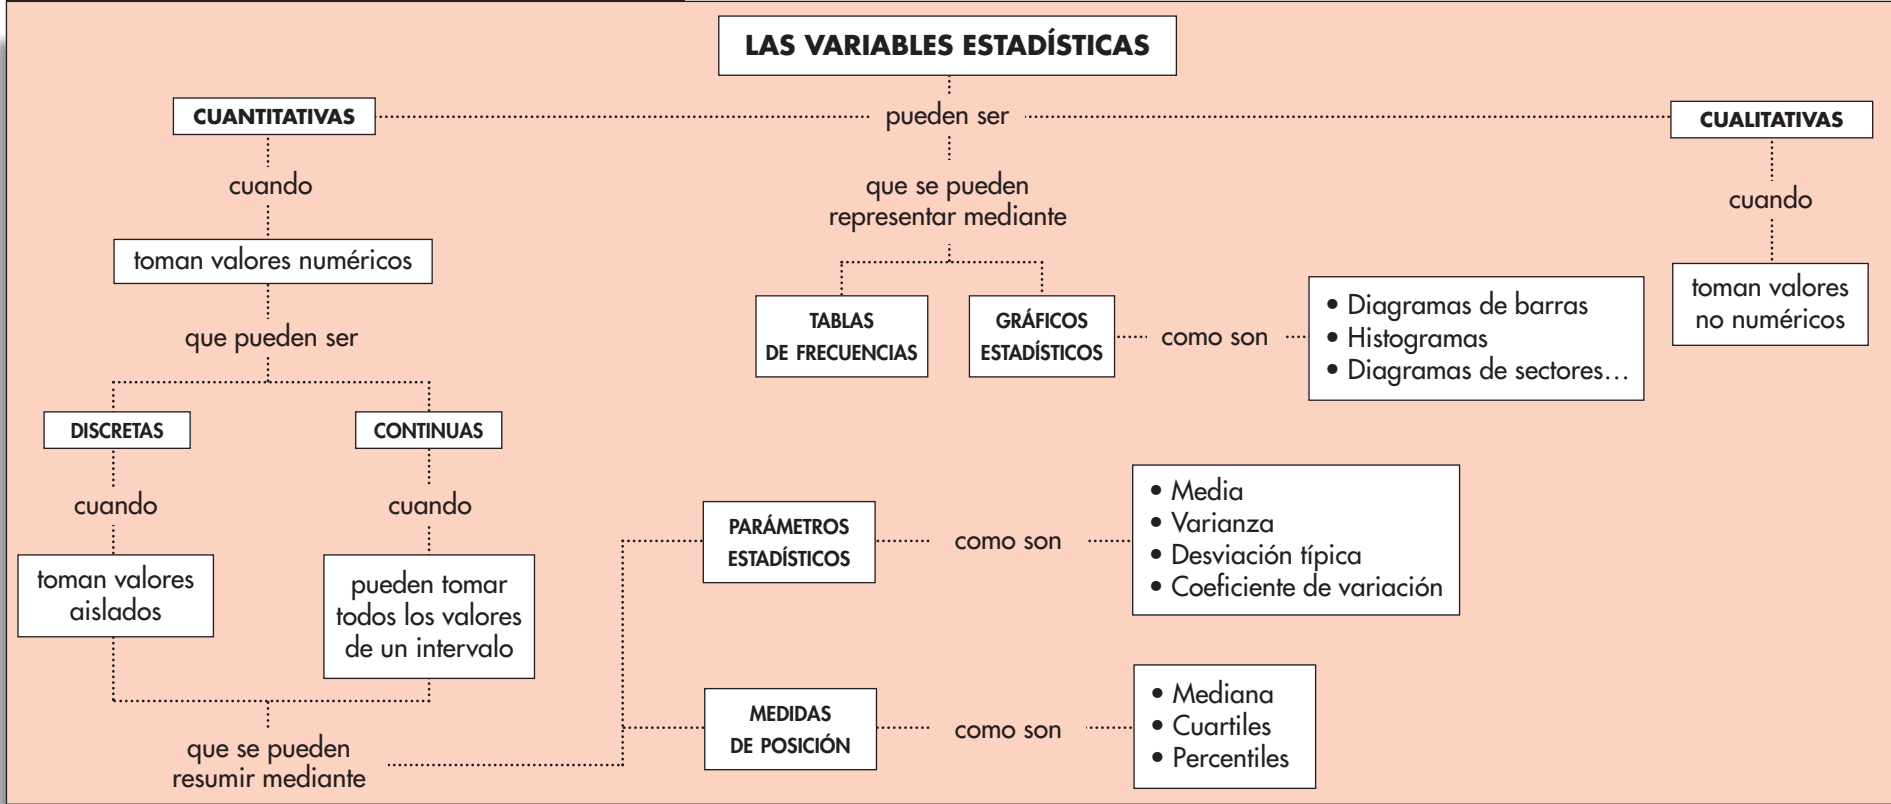 LAS VARIABLES ESTADÍSTICAS
CUANTITATIVAS
pueden ser
CUALITATIVAS
cuando
toman valores numéricos
que pueden ser
DISCRETAS
CONTINUAS
cuando
cuando
toman valores
aislados
pueden tomar
todos los valores
de un intervalo
que se pueden
resumir mediante
que se pueden
representar mediante
TABLAS
DE FRECUENCIAS
GRÁFICOS
ESTADÍSTICOS
como son
• Diagramas de barras
• Histogramas
• Diagramas de sectores…
cuando
toman valores
no numéricos
PARÁMETROS
ESTADÍSTICOS
como son
• Media
• Varianza
• Desviación típica
• Coeficiente de variación
MEDIDAS
DE POSICIÓN
como son
• Mediana
• Cuartiles
• Percentiles